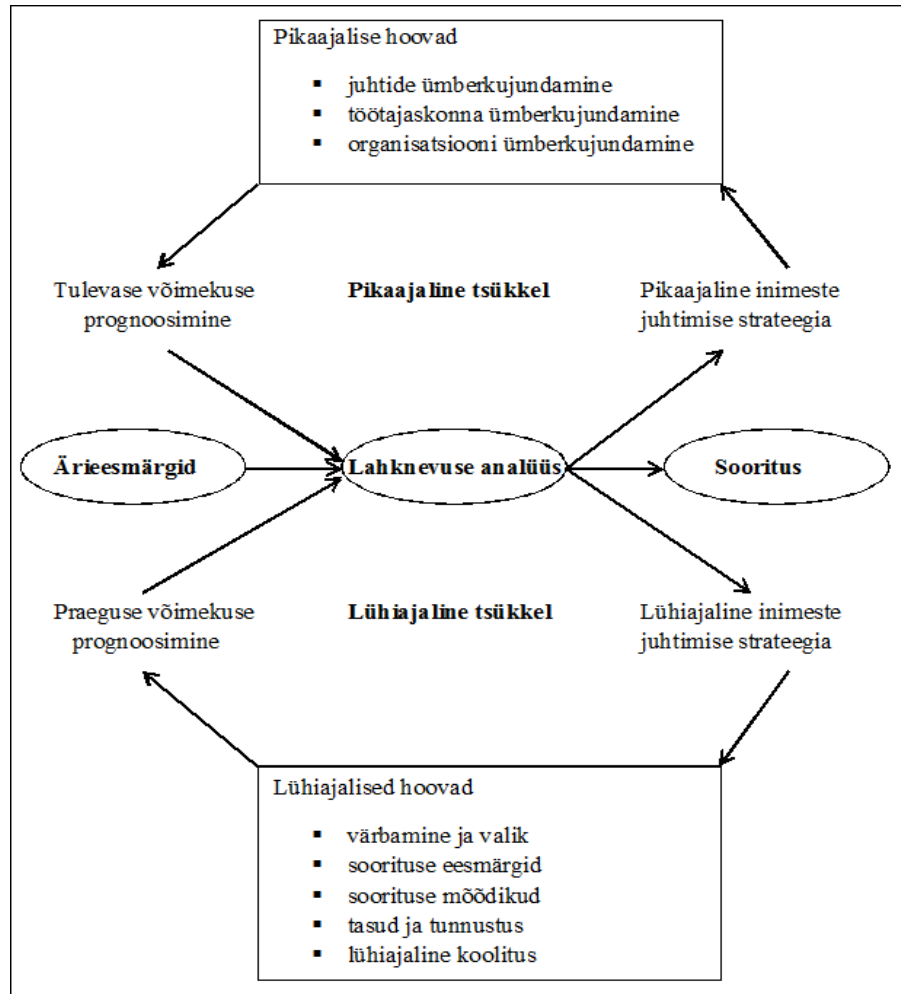 Pikaajalise hoovad
▪ juhtide ümberkujundamine
▪ töötajaskonna ümberkujundamine
▪ organisatsiooni ümberkujundamine
Tulevase võimekuse
prognoosimine
Pikaajaline tsükkel
Pikaajaline inimeste
juhtimise strateegia
Ärieesmärgid
Lahknevuse analüüs
Sooritus
Praeguse võimekuse
prognoosimine
Lühiajaline tsükkel
Lühiajaline inimeste
juhtimise strateegia
Lühiajalised hoovad
▪ värbamine ja valik
▪ soorituse eesmärgid
▪ soorituse mõõdikud
▪ tasud ja tunnustus
▪ lühiajaline koolitus